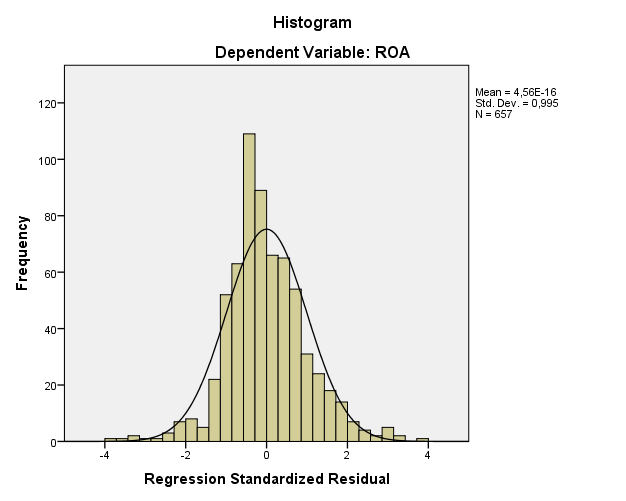 Histogram
Dependent Variable: ROA
Mean = 4,56E-16
Std. Dev. = 0,995
N = 657
120
100
80
60
40
20
0
Frequency
-4 -2 0 2 4
Regression Standardized Residual